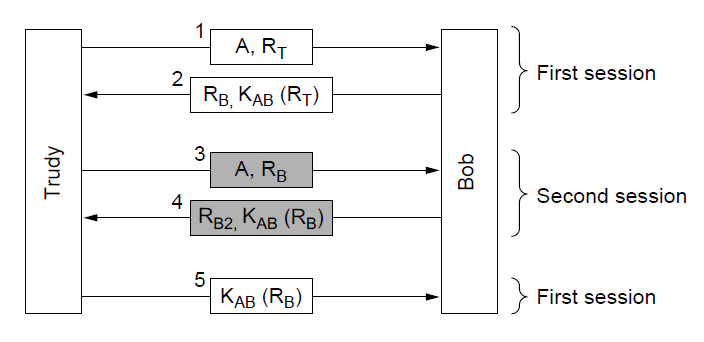 1
A, R_T
2
R_B, K_AB (R_T)
First session
3
A, R_B
4
R_B2, K_AB (R_B)
Second session
5
K_AB (R_B)
First session
Trudy
Bob